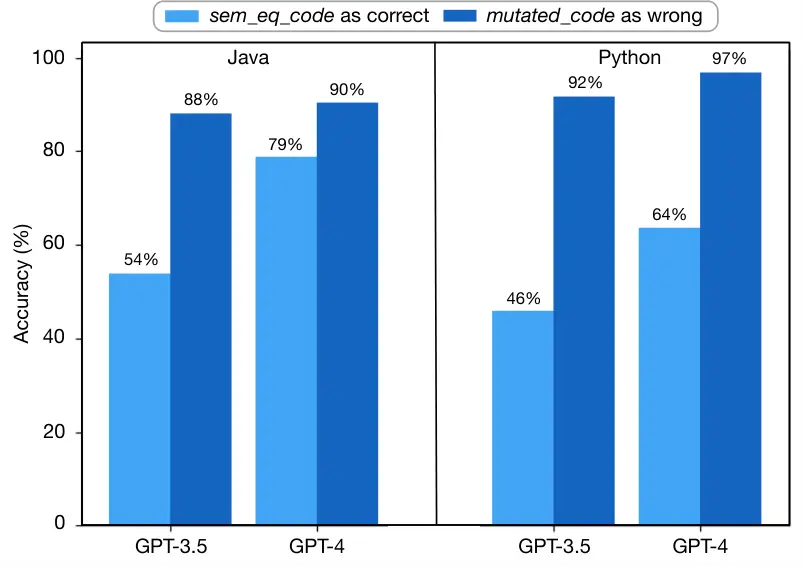 sem_eq_code as correct mutated_code as wrong
Java Python
100
80
60
40
20
0
Accuracy (%)
54% 88% 79% 90% 46% 92% 64% 97%
GPT-3.5 GPT-4 GPT-3.5 GPT-4